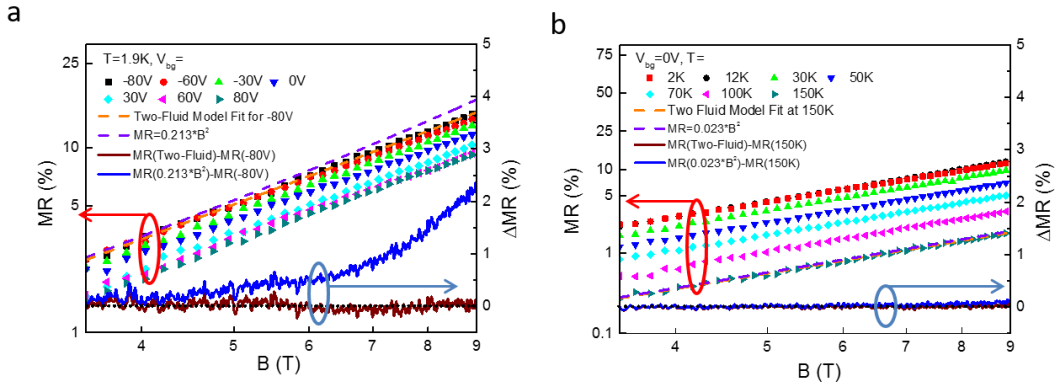 a
T=1.9K, Vbg=
-80V -60V -30V 0V
30V 60V 80V
Two-Fluid Model Fit for -80V
MR=0.213*B²
MR(Two-Fluid)-MR(-80V)
MR(0.213*B²)-MR(-80V)
25
10
5
1
MR (%)
5
4
3
2
1
0
ΔMR (%)
4 5 6 7 8 9
B (T)
b
Vbg=0V, T=
2K 12K 30K 50K
70K 100K 150K
Two Fluid Model Fit at 150K
MR=0.023*B²
MR(Two-Fluid)-MR(150K)
MR(0.023*B²)-MR(150K)
75
50
25
10
5
1
0.1
MR (%)
5
4
3
2
1
0
ΔMR (%)
4 5 6 7 8 9
B (T)